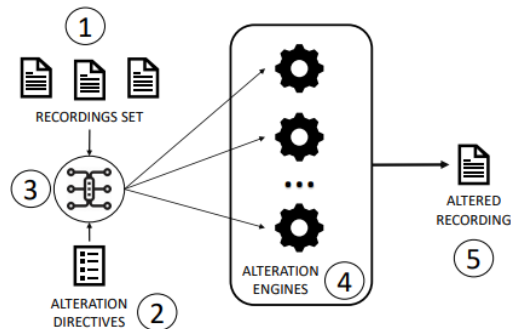 1
RECORDINGS SET
3
ALTERATION
DIRECTIVES
2
...
ALTERATION
ENGINES
4
ALTERED
RECORDING
5